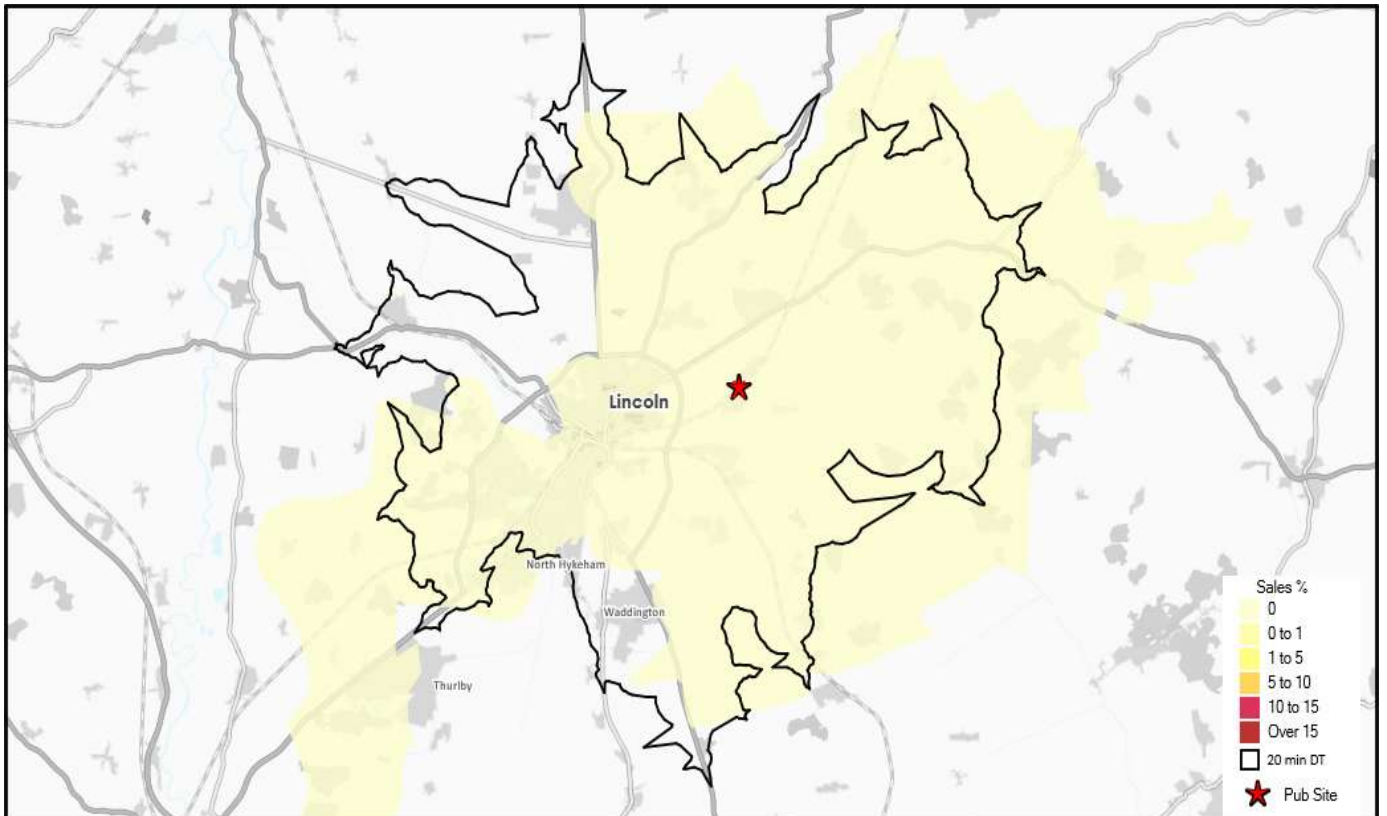 Lincoln
North Hykeham
Waddington
Thurlby
Sales %
0
0 to 1
1 to 5
5 to 10
10 to 15
Over 15
20 min DT
Pub Site